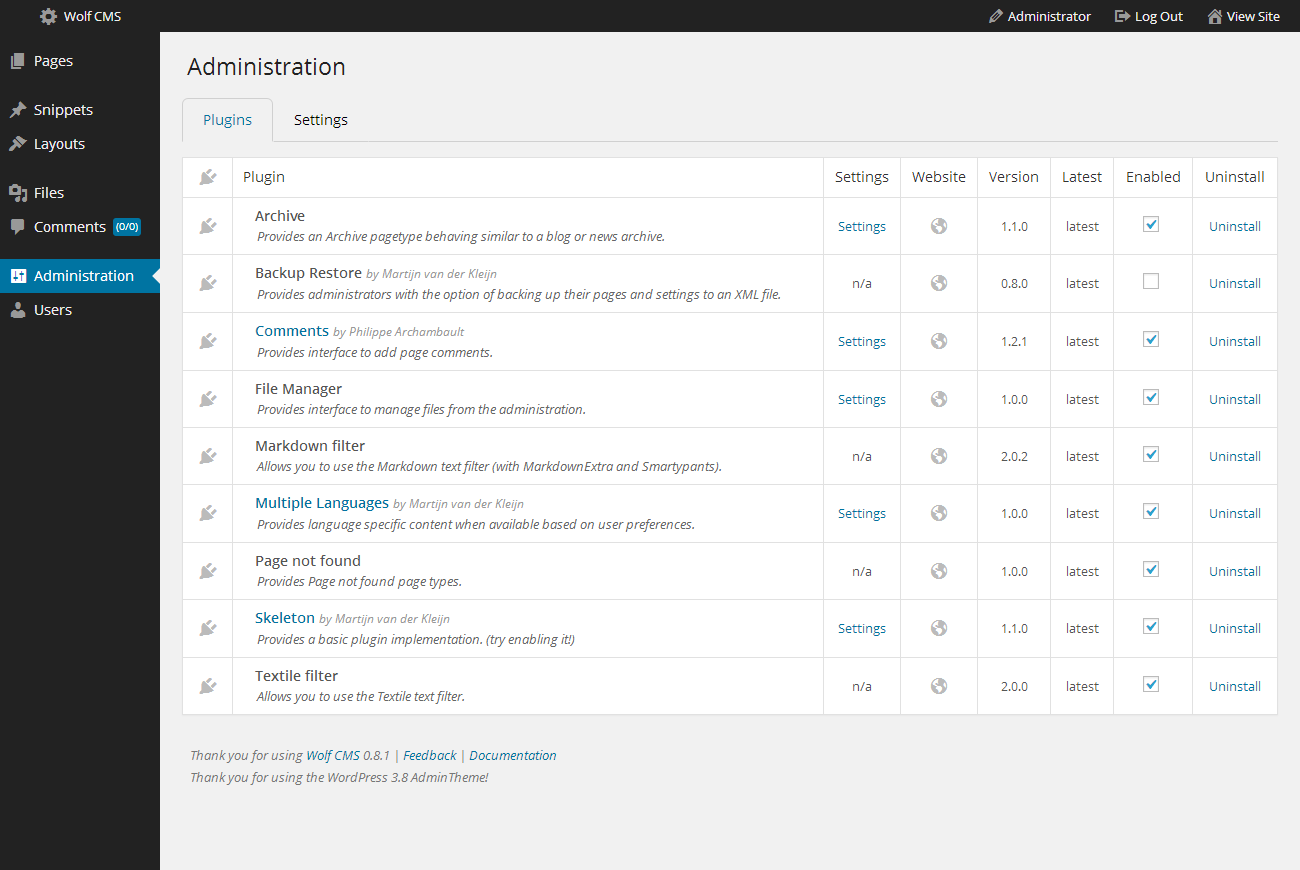 Wolf CMS Administrator Log Out View Site
Pages
Snippets
Layouts
Files
Comments (0/0)
Administration
Users
Administration
Plugins Settings
Plugin Settings Website Version Latest Enabled Uninstall
Archive
Provides an Archive pagetype behaving similar to a blog or news archive.
Settings 1.1.0 latest Uninstall
Backup Restore by Martijn van der Kleijn
Provides administrators with the option of backing up their pages and settings to an XML file.
n/a 0.8.0 latest Uninstall
Comments by Philippe Archambault
Provides interface to add page comments.
Settings 1.2.1 latest Uninstall
File Manager
Provides interface to manage files from the administration.
Settings 1.0.0 latest Uninstall
Markdown filter
Allows you to use the Markdown text filter (with MarkdownExtra and Smartypants).
n/a 2.0.2 latest Uninstall
Multiple Languages by Martijn van der Kleijn
Provides language specific content when available based on user preferences.
Settings 1.0.0 latest Uninstall
Page not found
Provides Page not found page types.
n/a 1.0.0 latest Uninstall
Skeleton by Martijn van der Kleijn
Provides a basic plugin implementation. (try enabling it!)
Settings 1.1.0 latest Uninstall
Textile filter
Allows you to use the Textile text filter.
n/a 2.0.0 latest Uninstall
Thank you for using Wolf CMS 0.8.1 | Feedback | Documentation
Thank you for using the WordPress 3.8 AdminTheme!